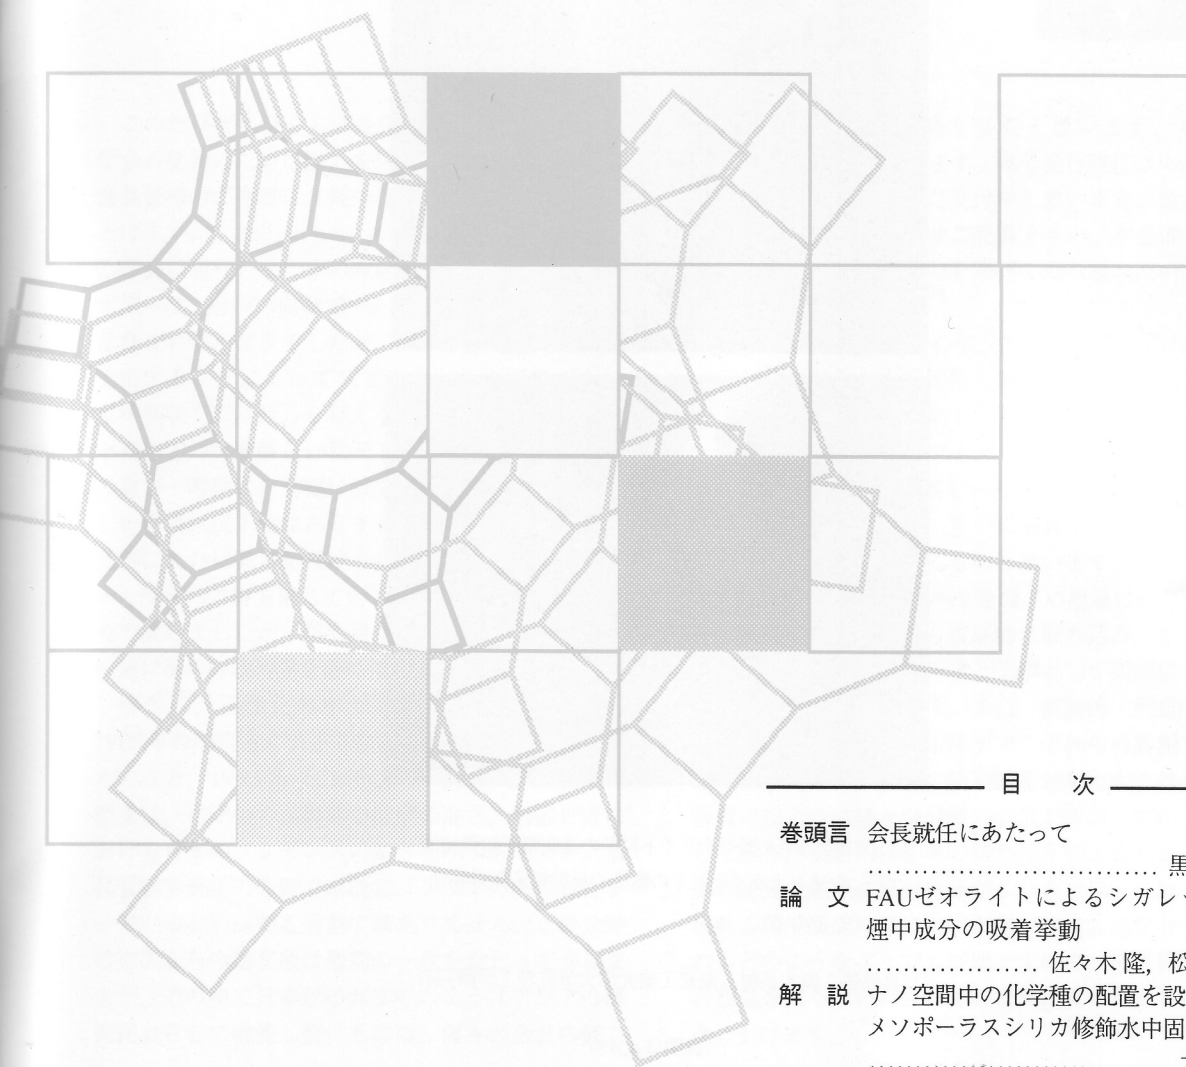 目 次
巻頭言 会長就任にあたって
.............................. 黒
論 文 FAUゼオライトによるシガレッ
煙中成分の吸着挙動
................... 佐々木 隆, 松
解 説 ナノ空間中の化学種の配置を設
メソポーラスシリカ修飾水中固